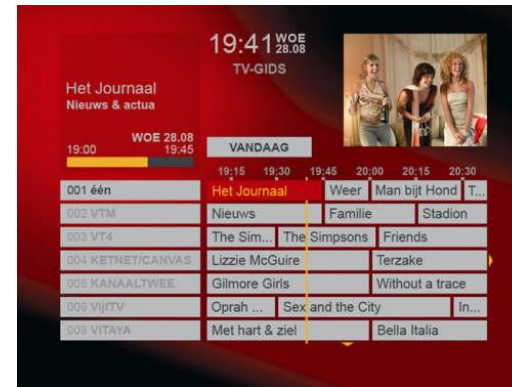 19:41 WOE 28.08
TV-GIDS
Het Journaal
Nieuws & actua
WOE 28.08
19:00 19:45
VANDAAG
19:15 19:30 19:45 20:00 20:15 20:30
001 één Het Journaal Weer Man bijt Hond T...
002 VTM Nieuws Familie Stadion
003 VT4 The Sim... The Simpsons Friends
004 KETNET/CANVAS Lizzie McGuire Terzake
005 KANAALTWEE Gilmore Girls Without a trace
006 VijfTV Oprah ... Sex and the City In...
008 VITAYA Met hart & ziel Bella Italia